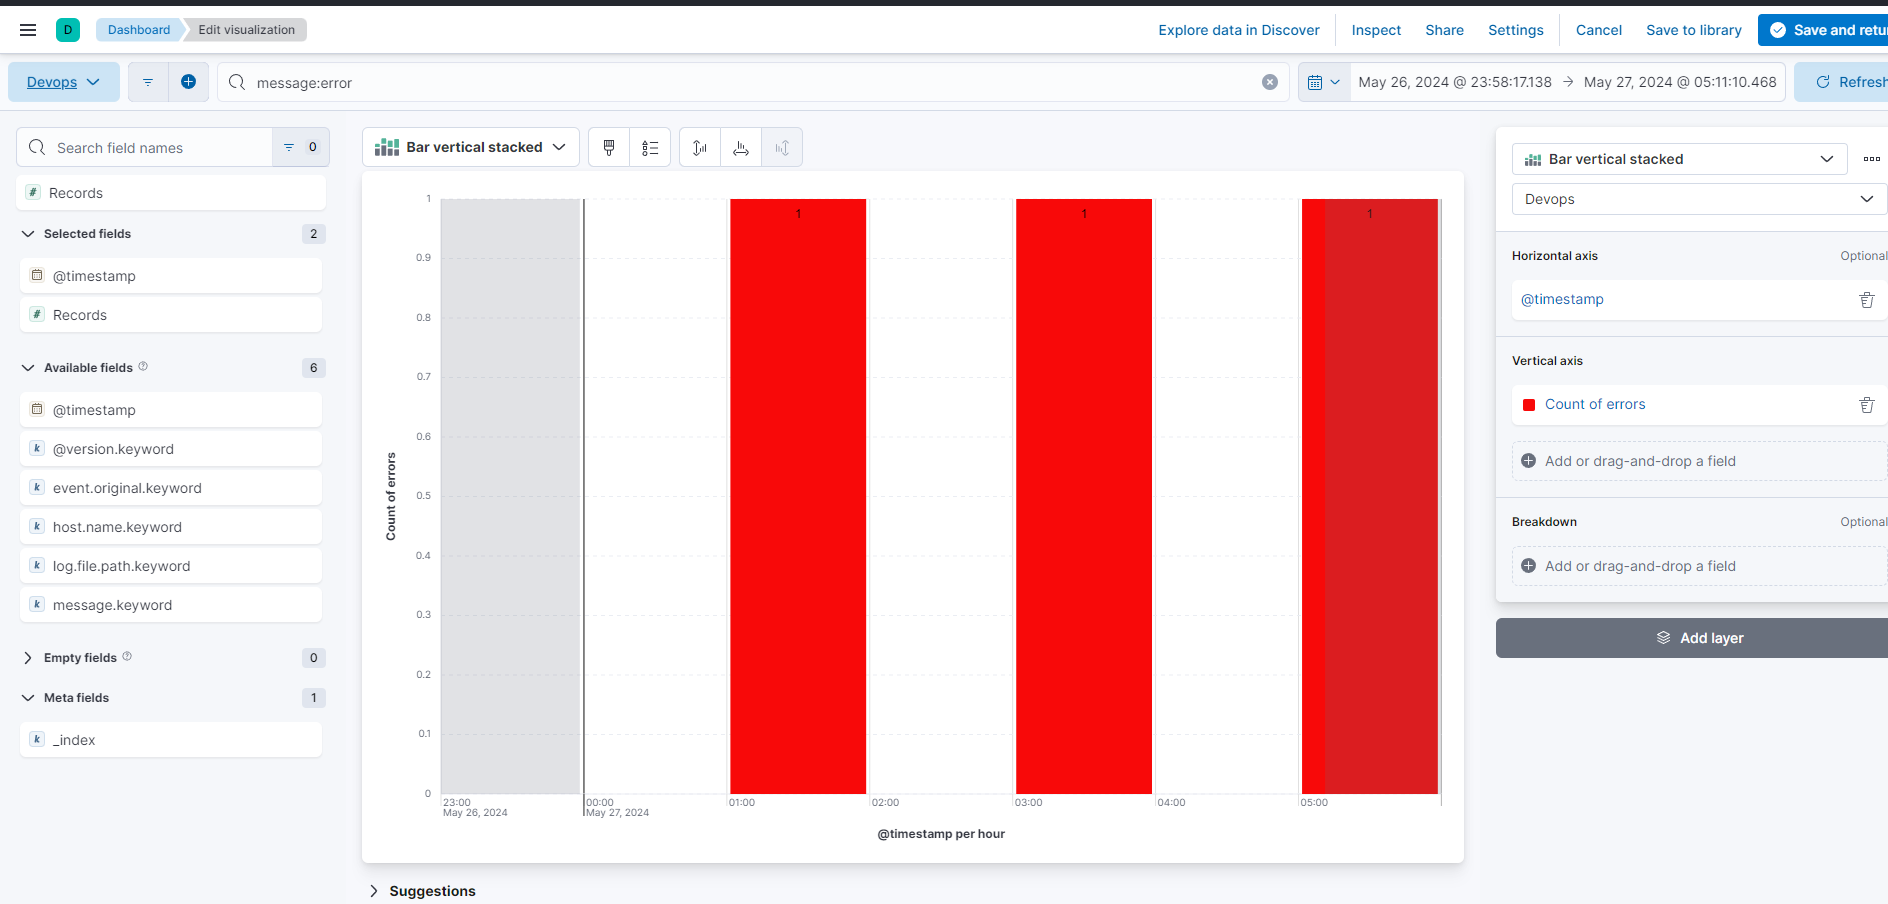 D Dashboard Edit visualization Explore data in Discover Inspect Share Settings Cancel Save to library Save and retu
Devops message:error May 26, 2024 @ 23:58:17.138 → May 27, 2024 @ 05:11:10.468 Refresh
Search field names 0
Records
Selected fields 2
@timestamp
Records
Available fields 6
@timestamp
k @version.keyword
k event.original.keyword
k host.name.keyword
k log.file.path.keyword
k message.keyword
Empty fields 0
Meta fields 1
k _index
Bar vertical stacked
1
0.9
0.8
0.7
0.6
0.5
0.4
0.3
0.2
0.1
0
Count of errors
1 1 1
23:00 00:00 01:00 02:00 03:00 04:00 05:00
May 26, 2024 May 27, 2024
@timestamp per hour
Suggestions
Bar vertical stacked
Devops
Horizontal axis Optional
@timestamp
Vertical axis
Count of errors
Add or drag-and-drop a field
Breakdown Optional
Add or drag-and-drop a field
Add layer